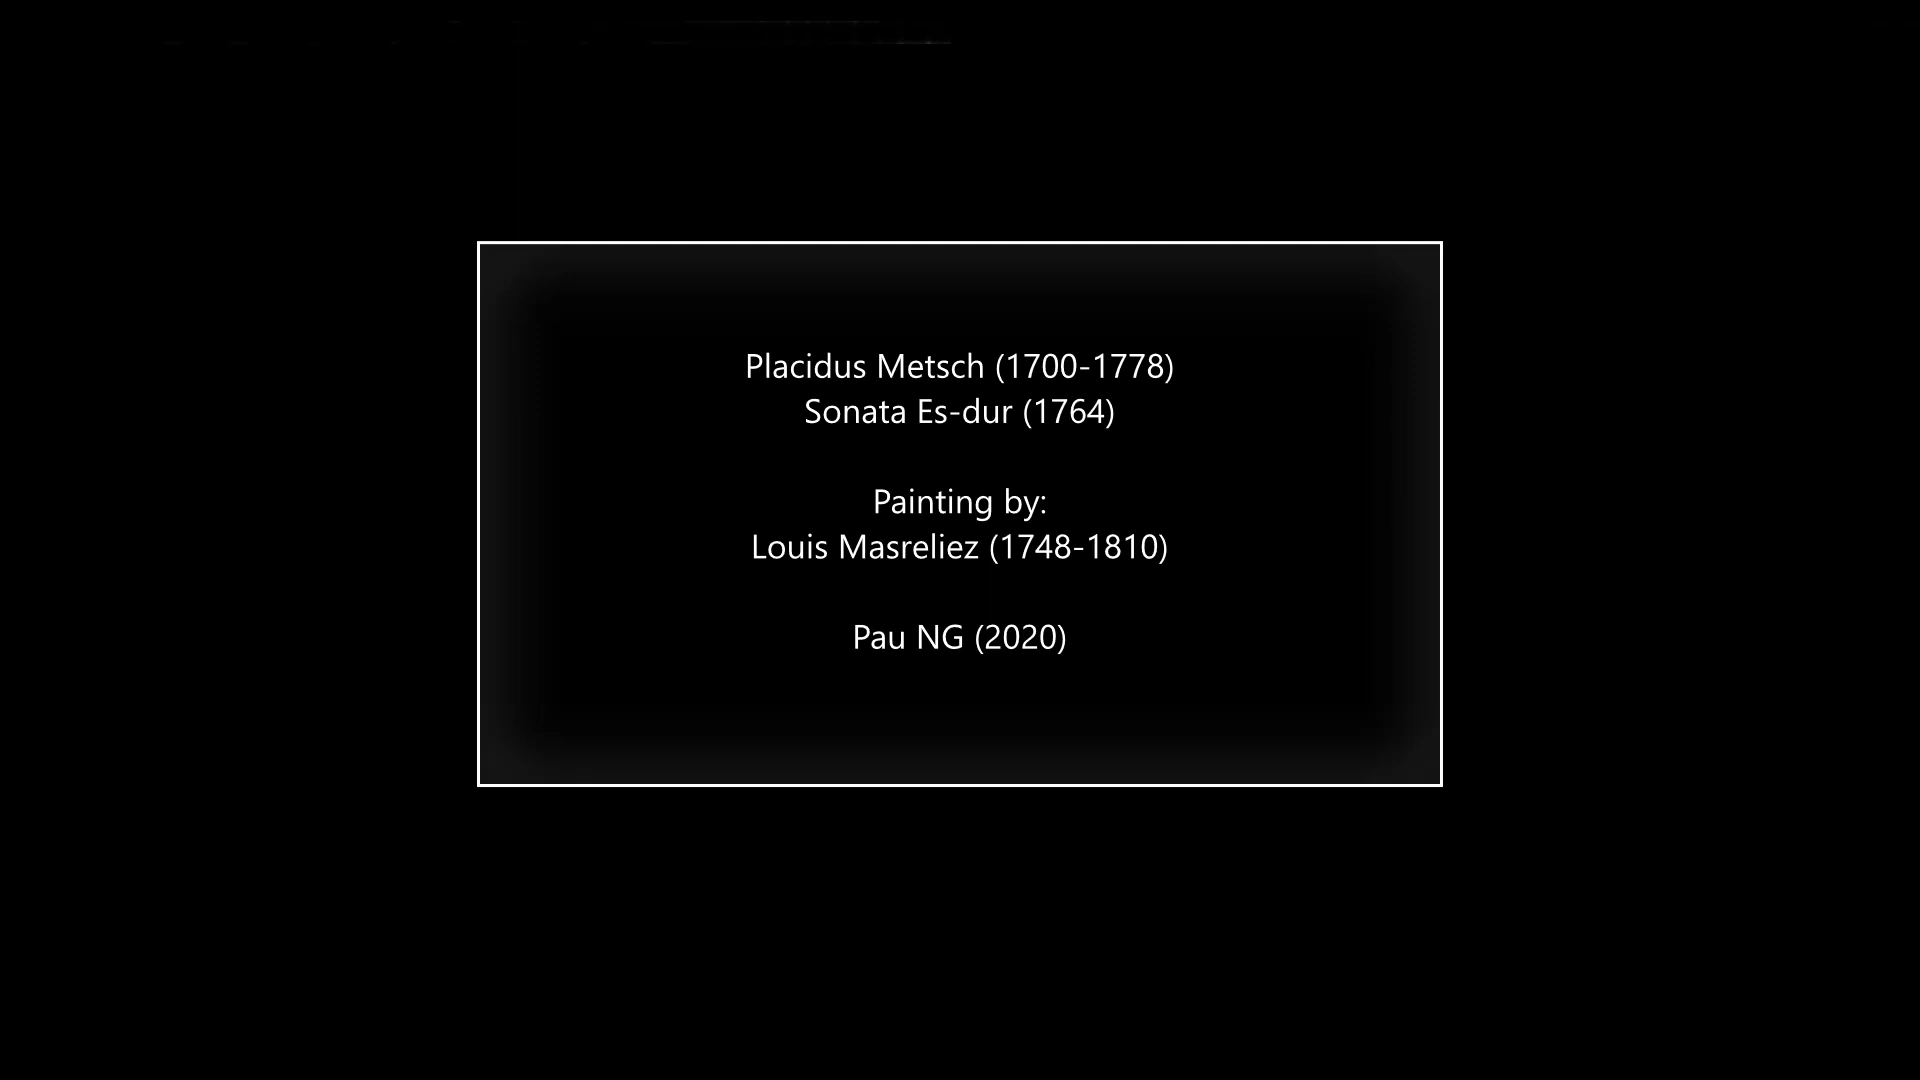 Placidus Metsch (1700-1778)
Sonata Es-dur (1764)
Painting by:
Louis Masreliez (1748-1810)
Pau NG (2020)